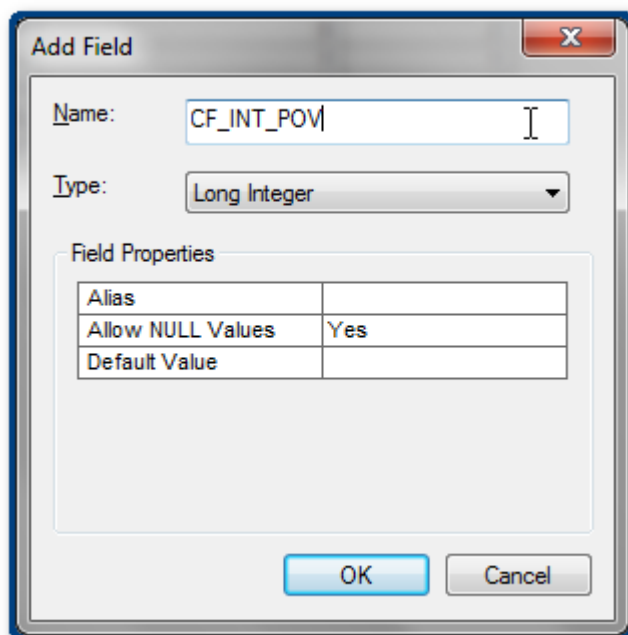 Add Field
Name: CF_INT_POV
Type: Long Integer
Field Properties
Alias
Allow NULL Values Yes
Default Value
OK Cancel